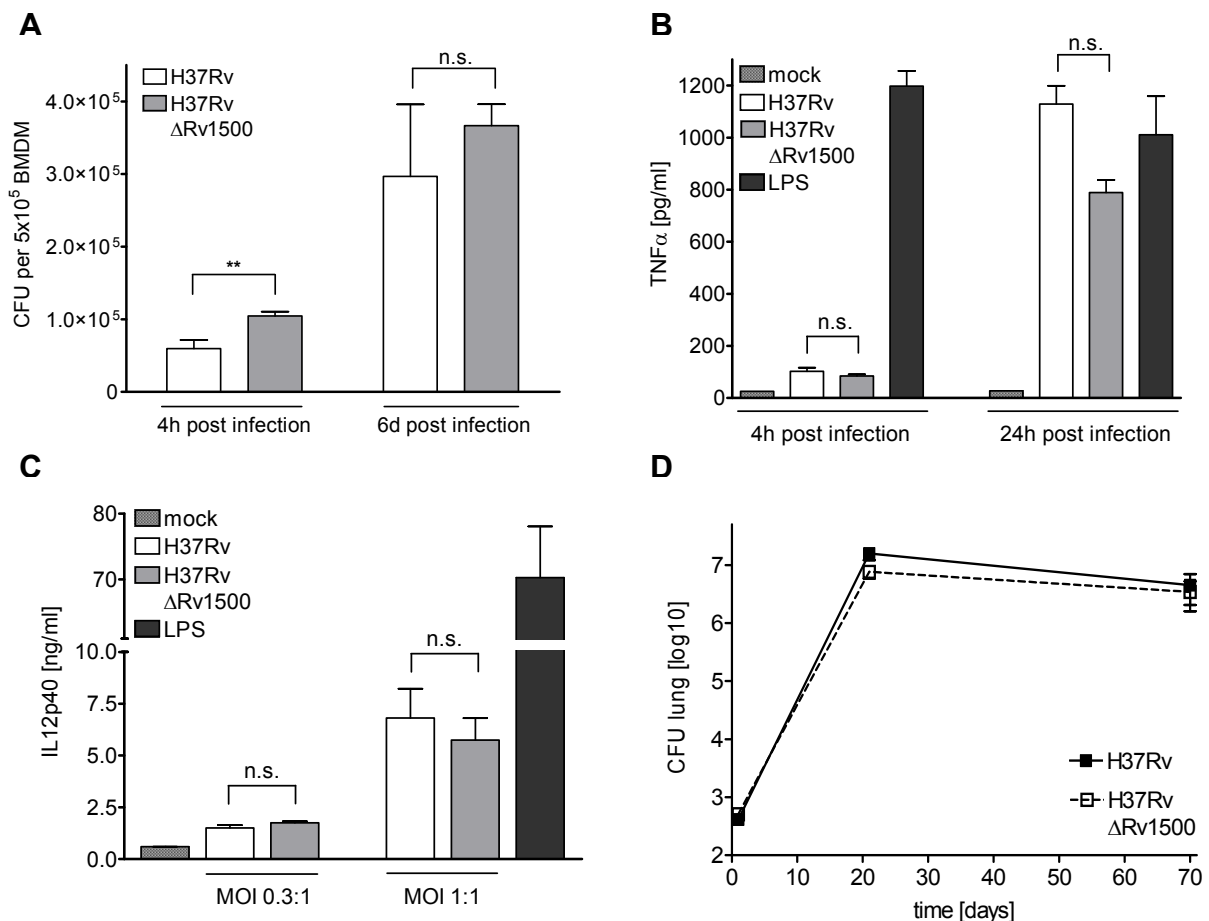 A
H37Rv
H37Rv
ΔRv1500
n.s.
**
CFU per 5x10⁵ BMDM
4.0×10⁵
3.0×10⁵
2.0×10⁵
1.0×10⁵
0
4h post infection
6d post infection
B
mock
H37Rv
H37Rv
ΔRv1500
LPS
n.s.
n.s.
TNFα [pg/ml]
1200
1000
800
600
400
200
0
4h post infection
24h post infection
C
mock
H37Rv
H37Rv
ΔRv1500
LPS
n.s.
n.s.
IL12p40 [ng/ml]
80
70
10.0
7.5
5.0
2.5
0.0
MOI 0.3:1
MOI 1:1
D
CFU lung [log10]
7
6
5
4
3
2
H37Rv
H37Rv
ΔRv1500
0 10 20 30 40 50 60 70
time [days]